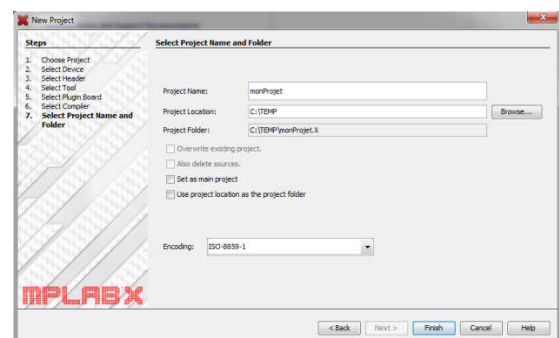 New Project
Steps
1. Choose Project
2. Select Device
3. Select Header
4. Select Tool
5. Select Plugin Board
6. Select Compiler
7. Select Project Name and Folder
Select Project Name and Folder
Project Name: monProjet
Project Location: C:\TEMP Browse...
Project Folder: C:\TEMP\monProjet.X
Overwrite existing project.
Also delete sources.
Set as main project
Use project location as the project folder
Encoding: ISO-8859-1
MPLAB X
< Back Next > Finish Cancel Help